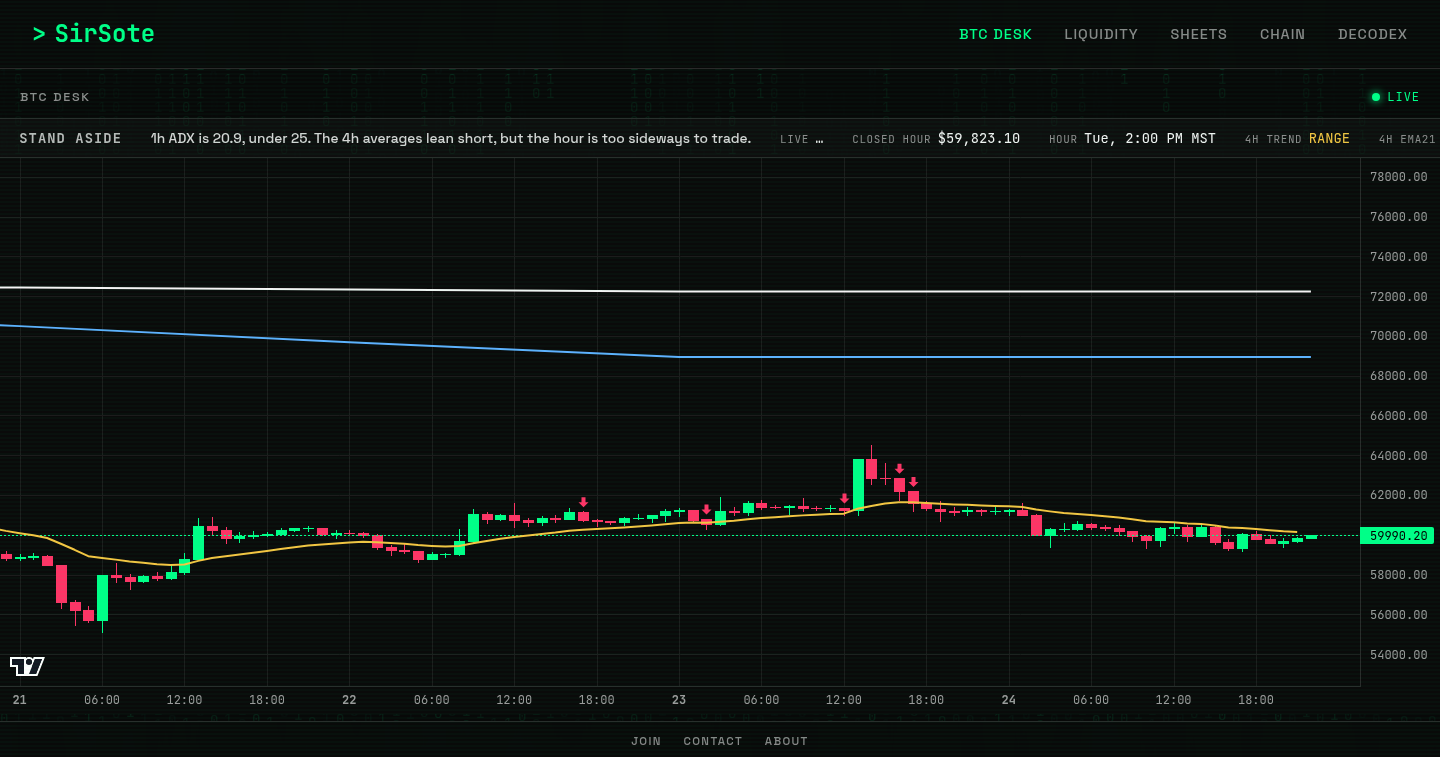 > SirSote
BTC DESK LIQUIDITY SHEETS CHAIN DECODEX
BTC DESK
LIVE
STAND ASIDE 1h ADX is 20.9, under 25. The 4h averages lean short, but the hour is too sideways to trade. LIVE … CLOSED HOUR $59,823.10 HOUR Tue, 2:00 PM MST 4H TREND RANGE 4H EMA21
78000.00
76000.00
74000.00
72000.00
70000.00
68000.00
66000.00
64000.00
62000.00
59990.20
58000.00
56000.00
54000.00
21 06:00 12:00 18:00 22 06:00 12:00 18:00 23 06:00 12:00 18:00 24 06:00 12:00 18:00
JOIN CONTACT ABOUT